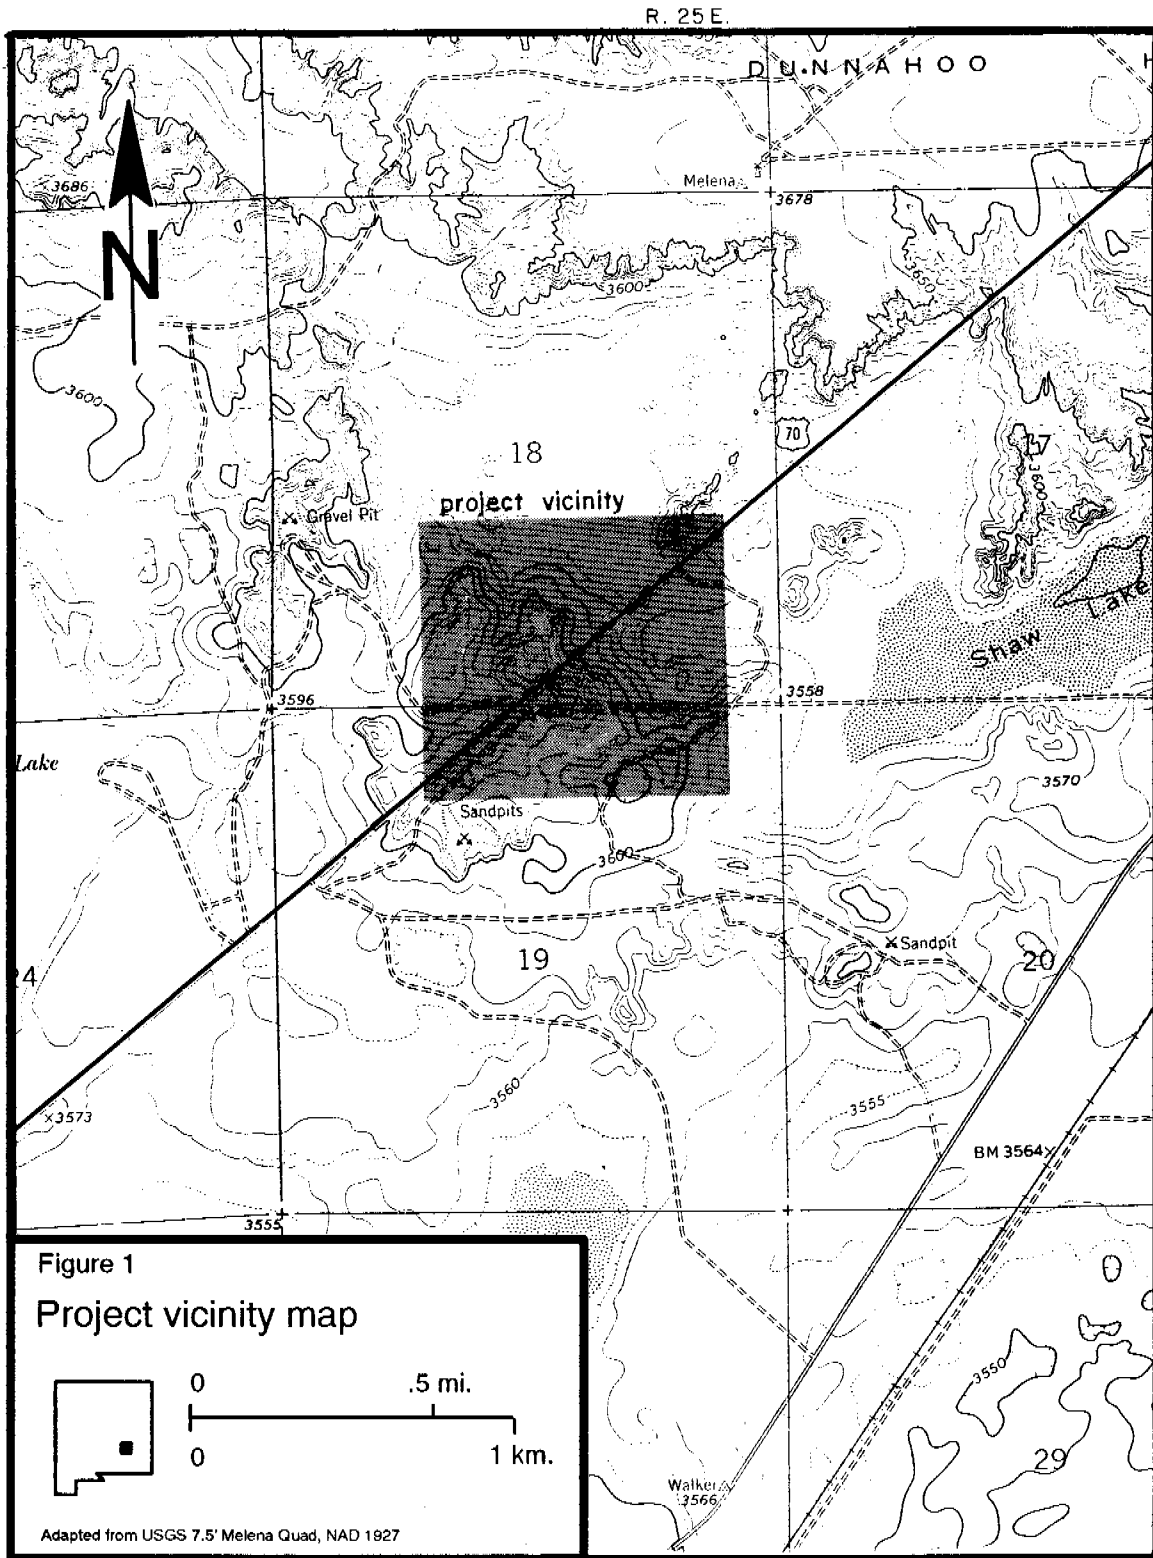 R. 25 E.
DUNNAHOO
H
3686
Melena
3678
3650
3600
3600
70
18
17
3600
project vicinity
Gravel Pit
Shaw Lake
3596
3558
Lake
3570
Sandpits
3600
Sandpit
19
20
24
3560
3555
3573
BM 3564
3555
3550
29
Walker
3566
N
Figure 1
Project vicinity map
0 .5 mi.
0 1 km.
Adapted from USGS 7.5' Melena Quad, NAD 1927